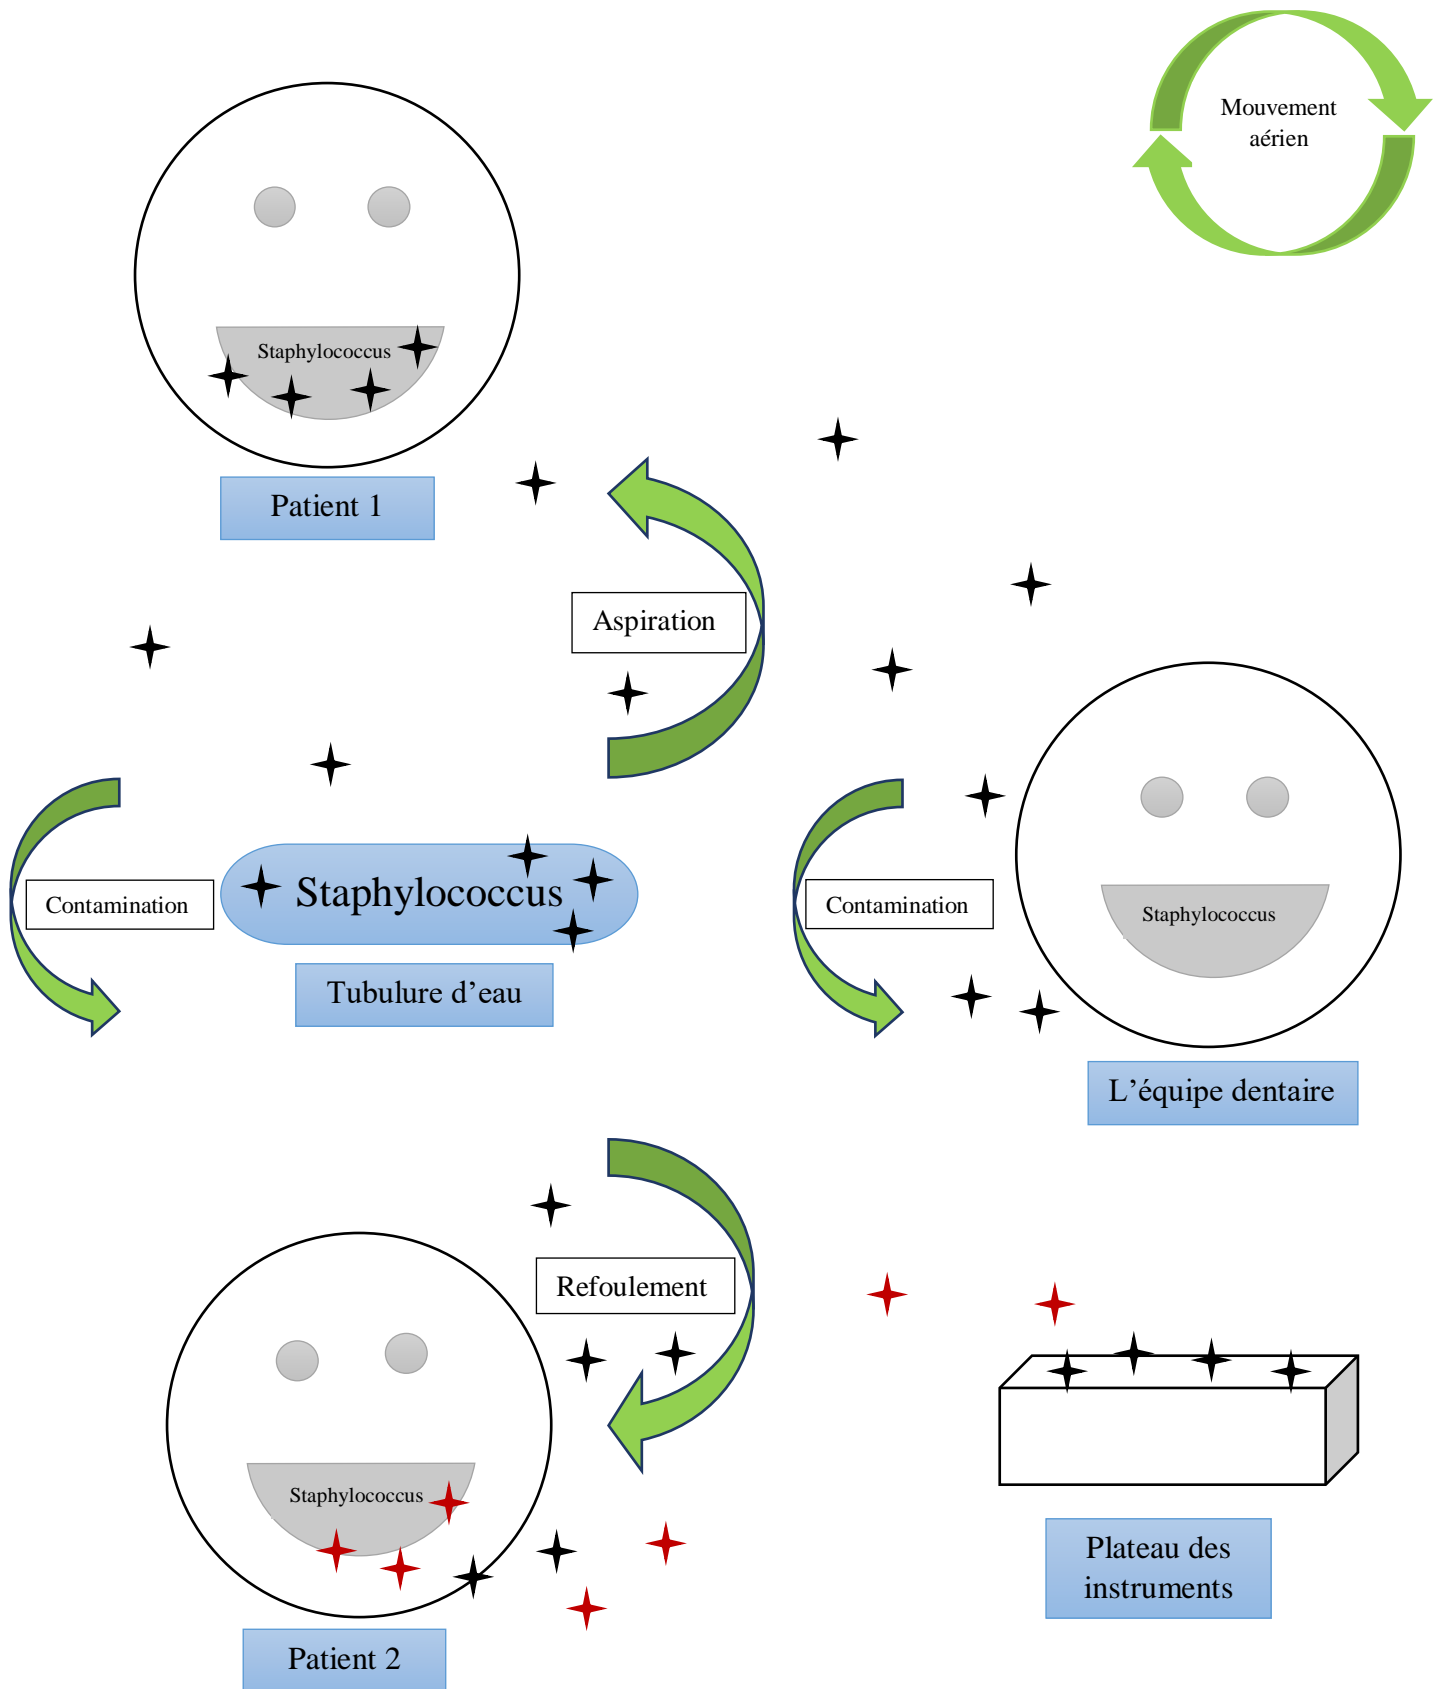 Mouvement
aérien
Staphylococcus
Patient 1
Aspiration
Contamination
Staphylococcus
Tubulure d’eau
Contamination
Staphylococcus
L’équipe dentaire
Refoulement
Staphylococcus
Patient 2
Plateau des
instruments